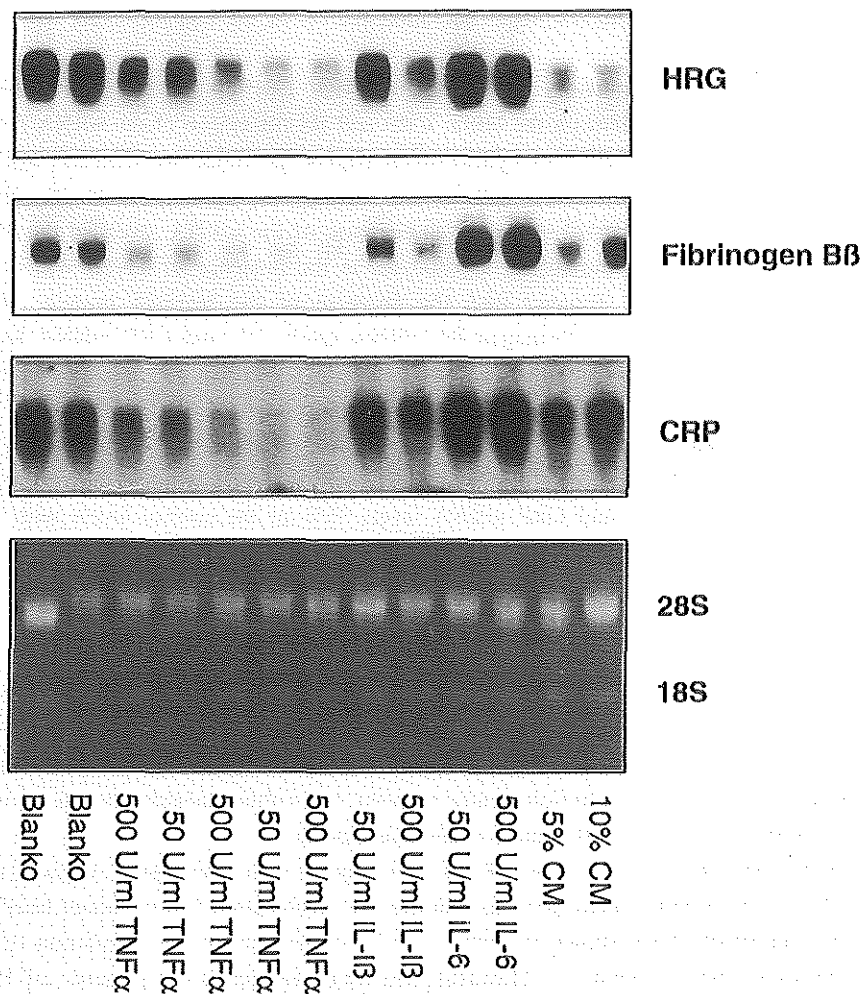 HRG
Fibrinogen Bß
CRP
28S
18S
Blanko
Blanko
500 U/ml TNFα
50 U/ml TNFα
500 U/ml TNFα
50 U/ml TNFα
500 U/ml TNFα
50 U/ml IL-Iß
500 U/ml IL-Iß
50 U/ml IL-6
500 U/ml IL-6
5% CM
10% CM